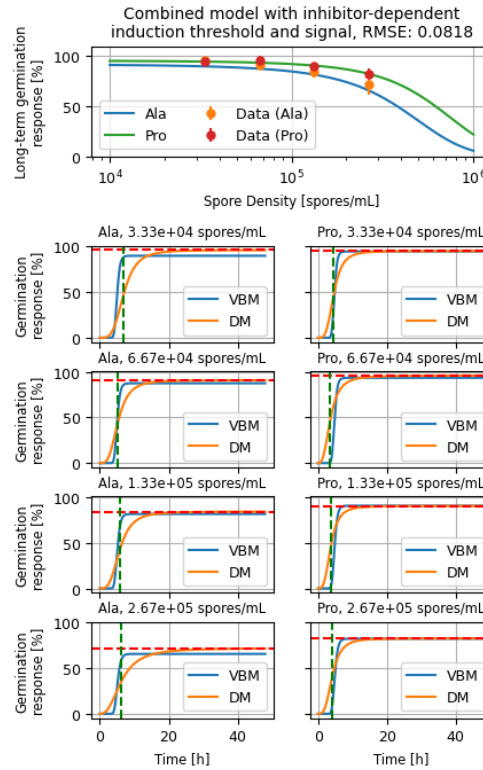 Combined model with inhibitor-dependent
induction threshold and signal, RMSE: 0.0818
Long-term germination
response [%]
100
50
0
Ala
Pro
Data (Ala)
Data (Pro)
10^4
10^5
10^6
Spore Density [spores/mL]
Ala, 3.33e+04 spores/mL
Germination
response [%]
100
50
0
VBM
DM
Pro, 3.33e+04 spores/mL
VBM
DM
Ala, 6.67e+04 spores/mL
Germination
response [%]
100
50
0
VBM
DM
Pro, 6.67e+04 spores/mL
VBM
DM
Ala, 1.33e+05 spores/mL
Germination
response [%]
100
50
0
VBM
DM
Pro, 1.33e+05 spores/mL
VBM
DM
Ala, 2.67e+05 spores/mL
Germination
response [%]
100
50
0
VBM
DM
0
20
40
Time [h]
Pro, 2.67e+05 spores/mL
VBM
DM
0
20
40
Time [h]